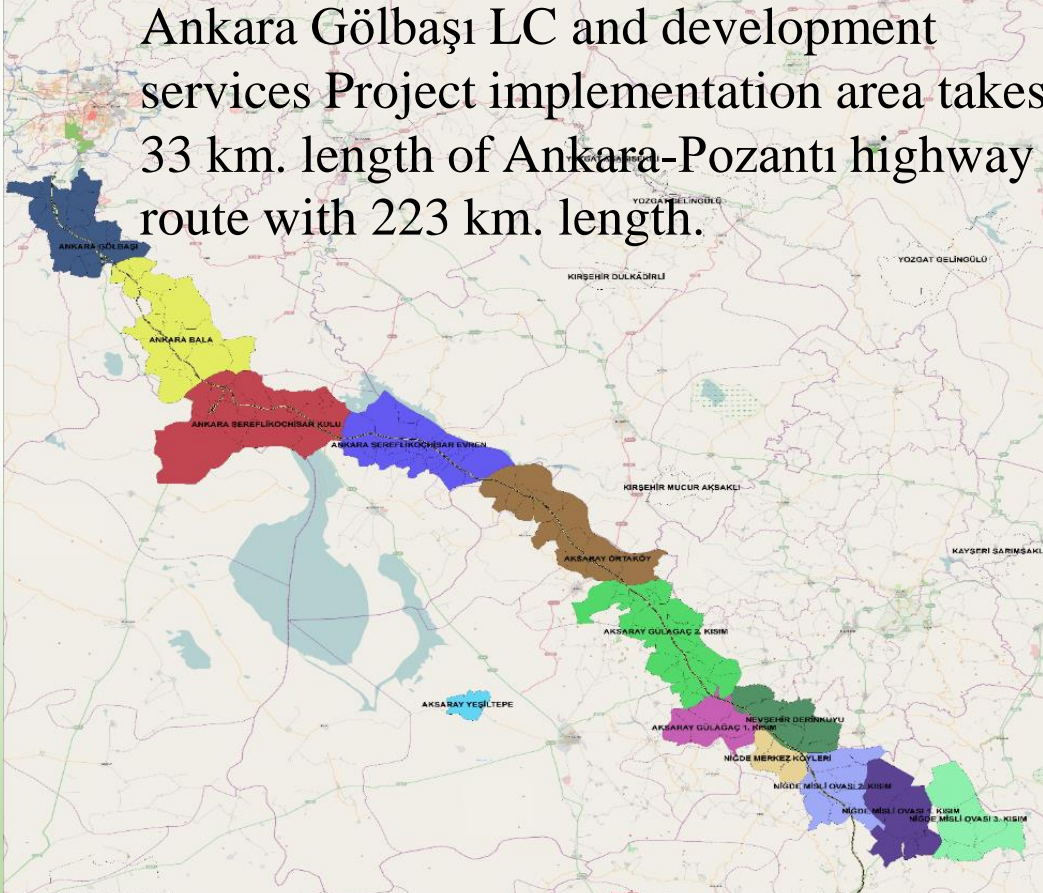 Ankara Gölbaşı LC and development
services Project implementation area takes
33 km. length of Ankara-Pozantı highway
route with 223 km. length.
YOZGAT GELİNGÜLÜ
ANKARA GÖLBAŞI
YOZGAT GELİNGÜLÜ
KIRŞEHİR DULKADİRLİ
ANKARA BALA
ANKARA ŞEREFLİKOÇHİSAR KULU
ANKARA ŞEREFLİKOÇHİSAR EVREN
KIRŞEHİR MUCUR AKSAKLI
KAYSERİ SARIMSAKL
AKSARAY ORTAKÖY
AKSARAY GÜLAĞAÇ 2. KISIM
AKSARAY YEŞİLTEPE
NEVŞEHİR DERİNKUYU
AKSARAY GÜLAĞAÇ 1. KISIM
NİĞDE MERKEZ KÖYLERİ
NİĞDE MİSLİ OVASI 2. KISIM
NİĞDE MİSLİ OVASI 1. KISIM
NİĞDE MİSLİ OVASI 3. KISIM